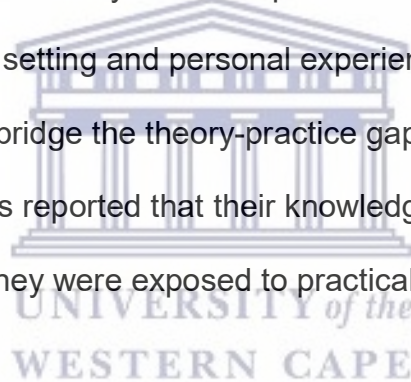 setting and personal experien
bridge the theory-practice gap
s reported that their knowledg
hey were exposed to practical
UNIVERSITY of the
WESTERN CAPE